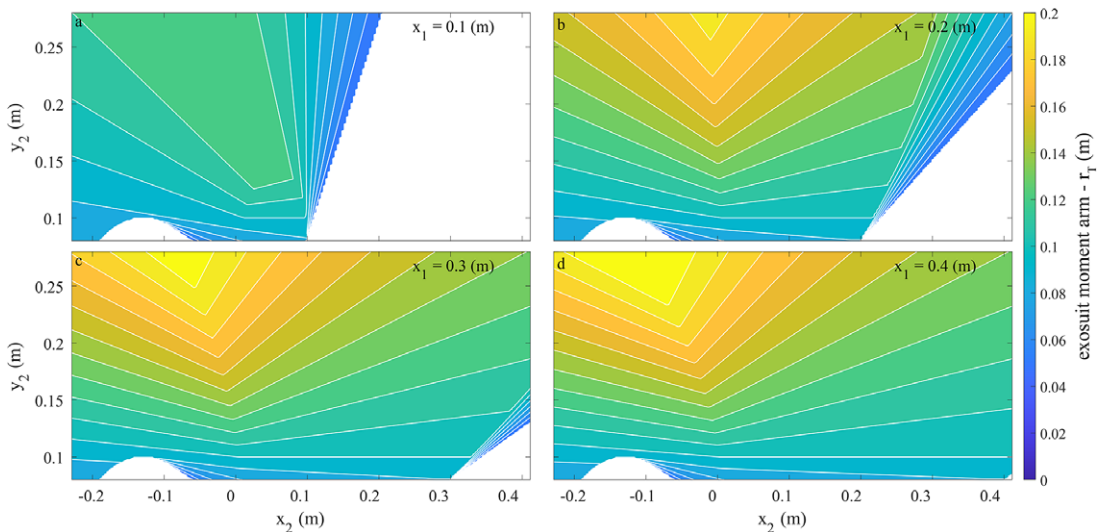 a
x1 = 0.1 (m)
0.25
0.2
0.15
0.1
y2 (m)
b
x1 = 0.2 (m)
c
x1 = 0.3 (m)
0.25
0.2
0.15
0.1
y2 (m)
-0.2 -0.1 0 0.1 0.2 0.3 0.4
x2 (m)
d
x1 = 0.4 (m)
-0.2 -0.1 0 0.1 0.2 0.3 0.4
x2 (m)
0.2
0.18
0.16
0.14
0.12
0.1
0.08
0.06
0.04
0.02
0
exosuit moment arm - rT (m)